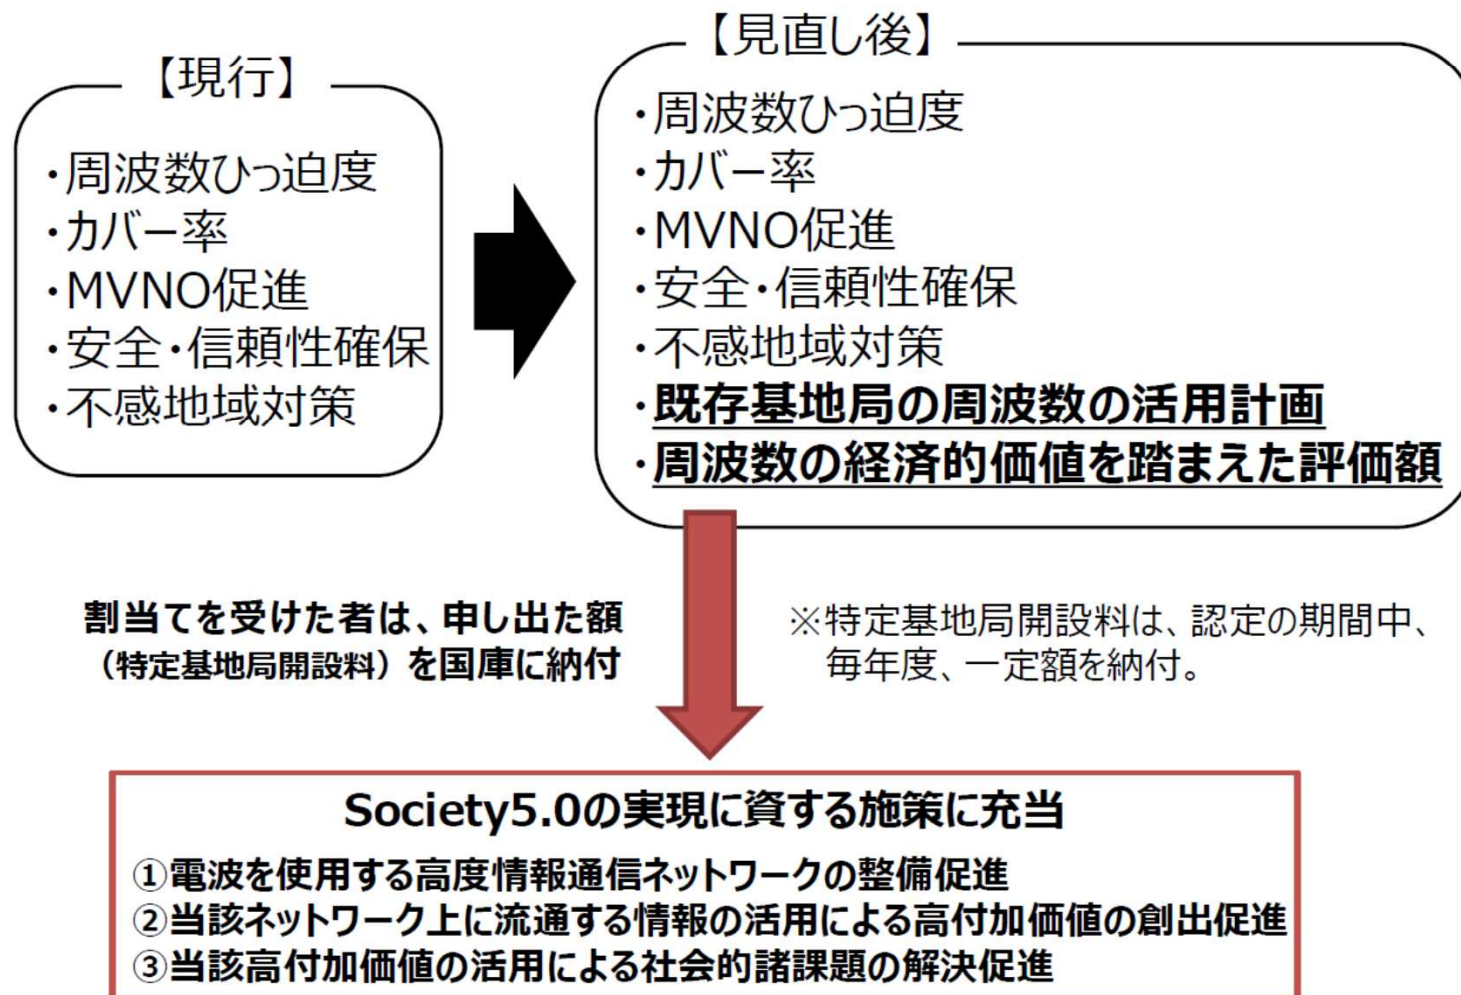 【現行】
・周波数ひっ迫度
・カバー率
・MVNO促進
・安全・信頼性確保
・不感地域対策
【見直し後】
・周波数ひっ迫度
・カバー率
・MVNO促進
・安全・信頼性確保
・不感地域対策
・既存基地局の周波数の活用計画
・周波数の経済的価値を踏まえた評価額
割当てを受けた者は、申し出た額
（特定基地局開設料）を国庫に納付
※特定基地局開設料は、認定の期間中、
毎年度、一定額を納付。
Society5.0の実現に資する施策に充当
①電波を使用する高度情報通信ネットワークの整備促進
②当該ネットワーク上に流通する情報の活用による高付加価値の創出促進
③当該高付加価値の活用による社会的諸課題の解決促進